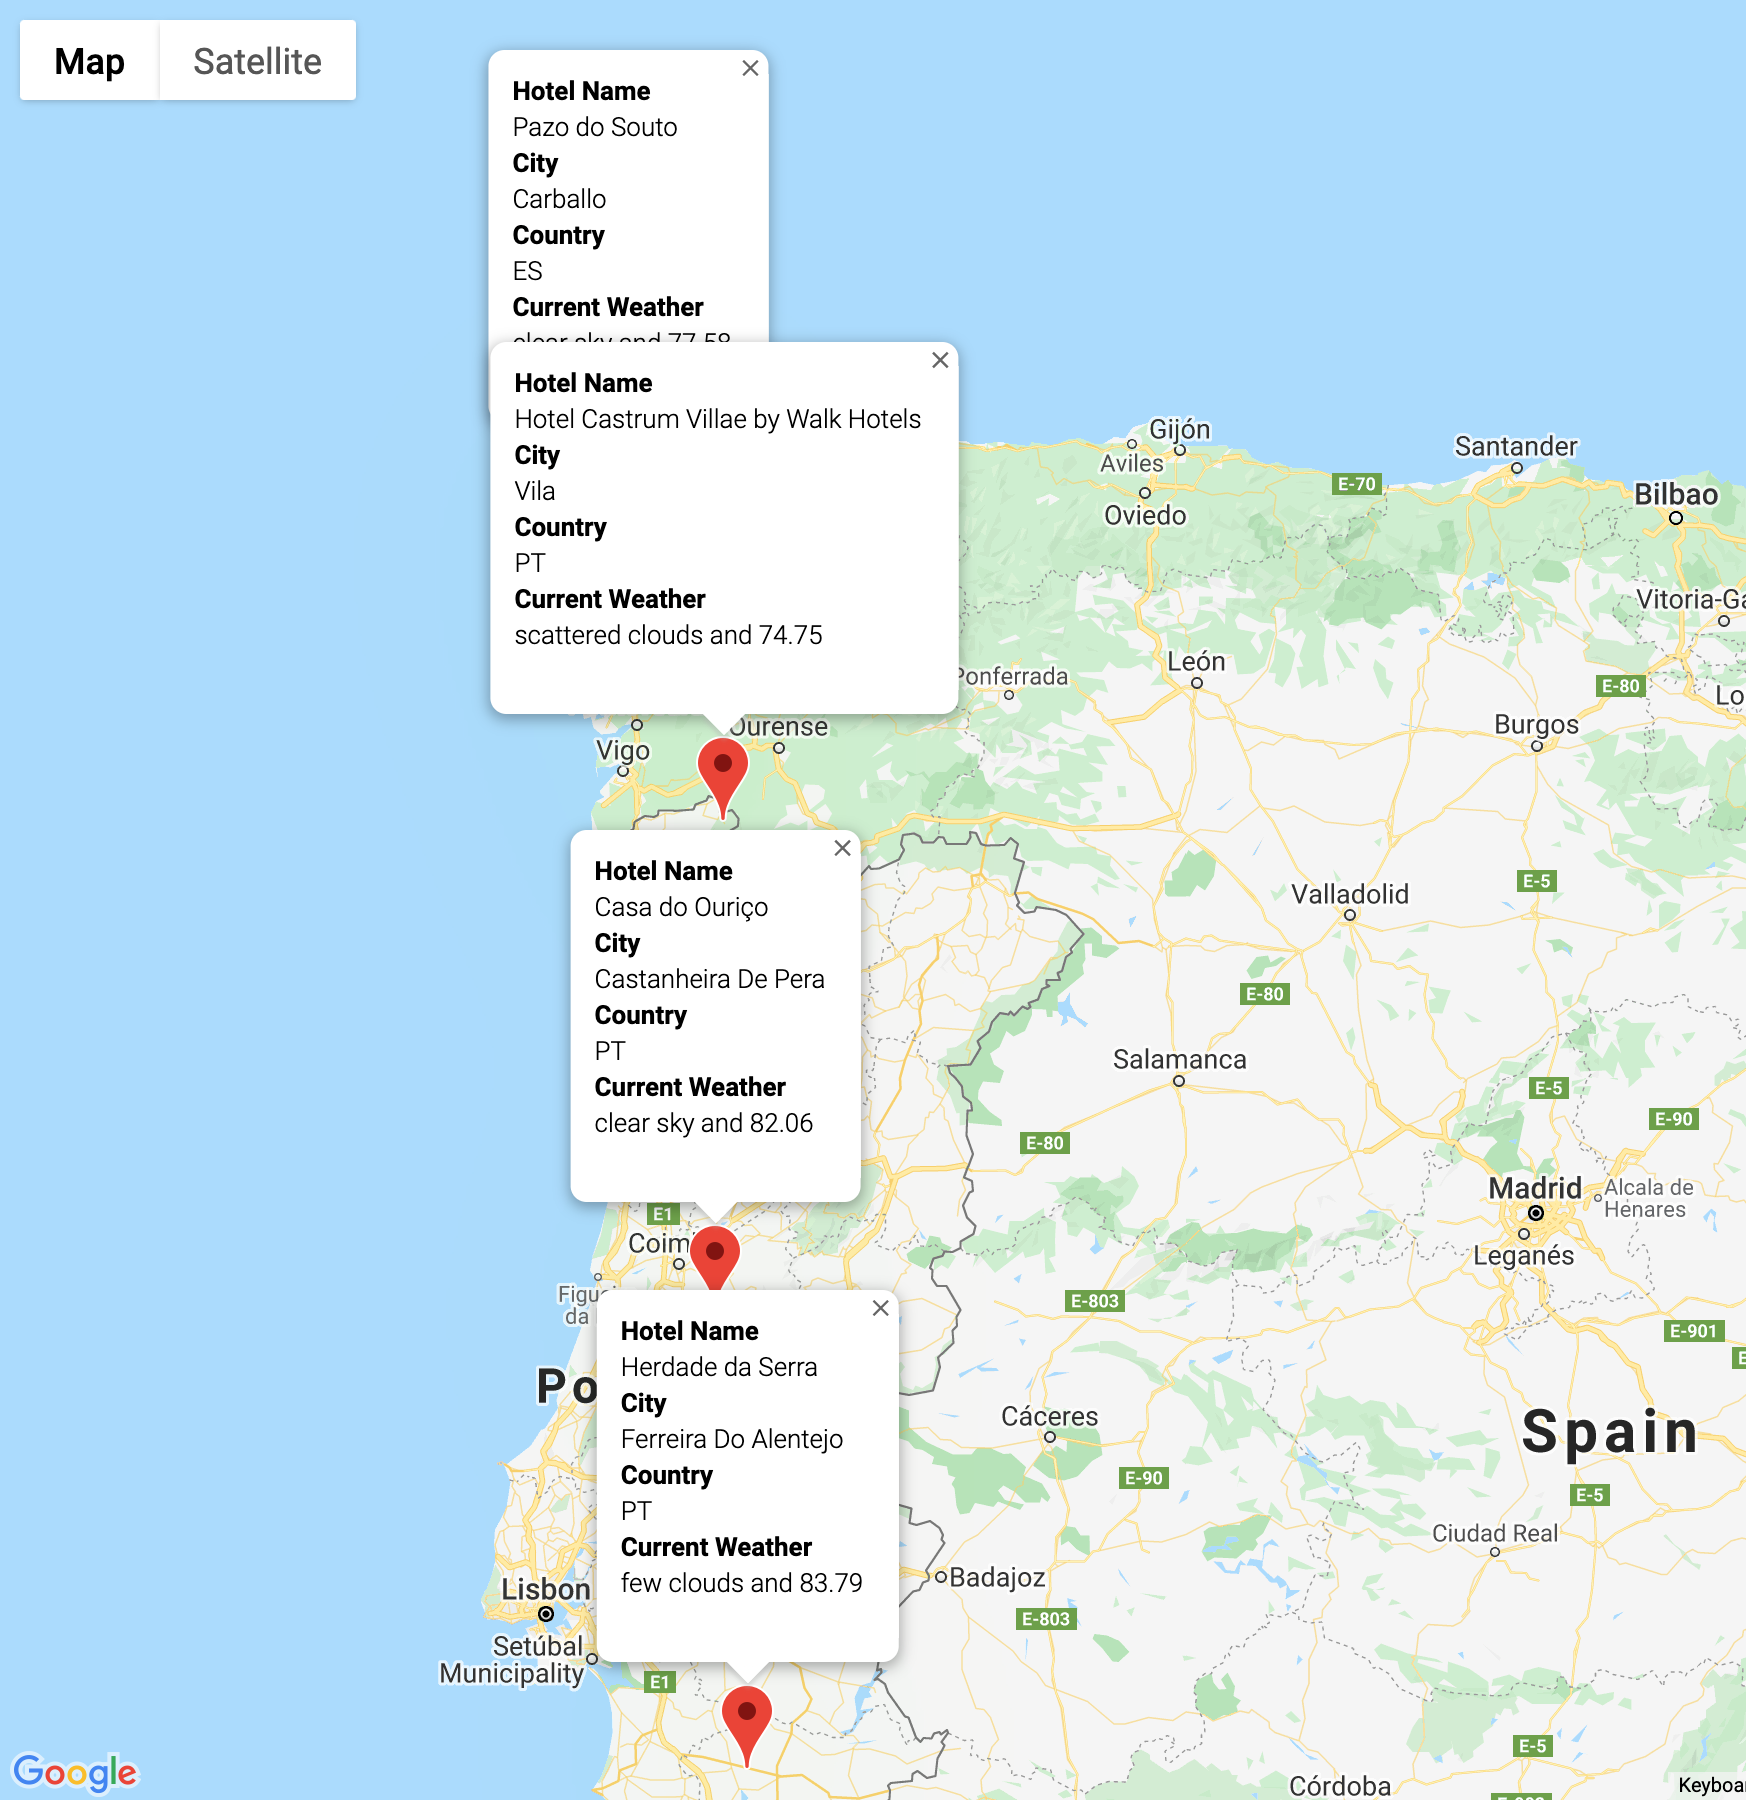 Map
Satellite
Hotel Name
Pazo do Souto
City
Carballo
Country
ES
Current Weather
clear sky and 77.58
Hotel Name
Hotel Castrum Villae by Walk Hotels
City
Vila
Country
PT
Current Weather
scattered clouds and 74.75
Gijón
Aviles
Oviedo
E-70
Santander
Bilbao
Vitoria-Ga
Ponferrada
León
E-80
Lo
Burgos
Ourense
Vigo
Hotel Name
Casa do Ouriço
City
Castanheira De Pera
Country
PT
Current Weather
clear sky and 82.06
Valladolid
E-5
E-80
Salamanca
E-5
E-90
E-80
Madrid
Alcala de
Henares
Leganés
E1
Coim
Figue
da
E-803
E-901
E
Hotel Name
Herdade da Serra
City
Ferreira Do Alentejo
Country
PT
Current Weather
few clouds and 83.79
Po
Cáceres
Spain
E-90
E-5
Ciudad Real
Lisbon
Badajoz
E-803
Setúbal
Municipality
E1
E-5
Google
Córdoba
Keyboar